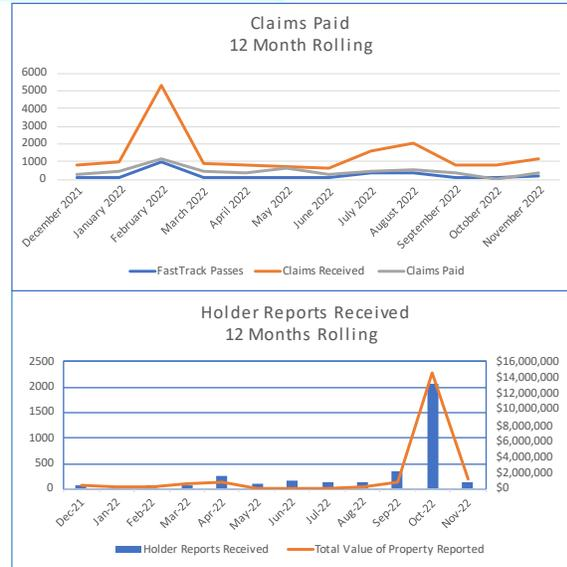 Claims Paid
12 Month Rolling
6000
5000
4000
3000
2000
1000
0
December 2021
January 2022
February 2022
March 2022
April 2022
May 2022
June 2022
July 2022
August 2022
September 2022
October 2022
November 2022
FastTrack Passes Claims Received Claims Paid
Holder Reports Received
12 Months Rolling
2500
2000
1500
1000
500
0
$16,000,000
$14,000,000
$12,000,000
$10,000,000
$8,000,000
$6,000,000
$4,000,000
$2,000,000
$0
Dec-21
Jan-22
Feb-22
Mar-22
Apr-22
May-22
Jun-22
Jul-22
Aug-22
Sep-22
Oct-22
Nov-22
Holder Reports Received Total Value of Property Reported